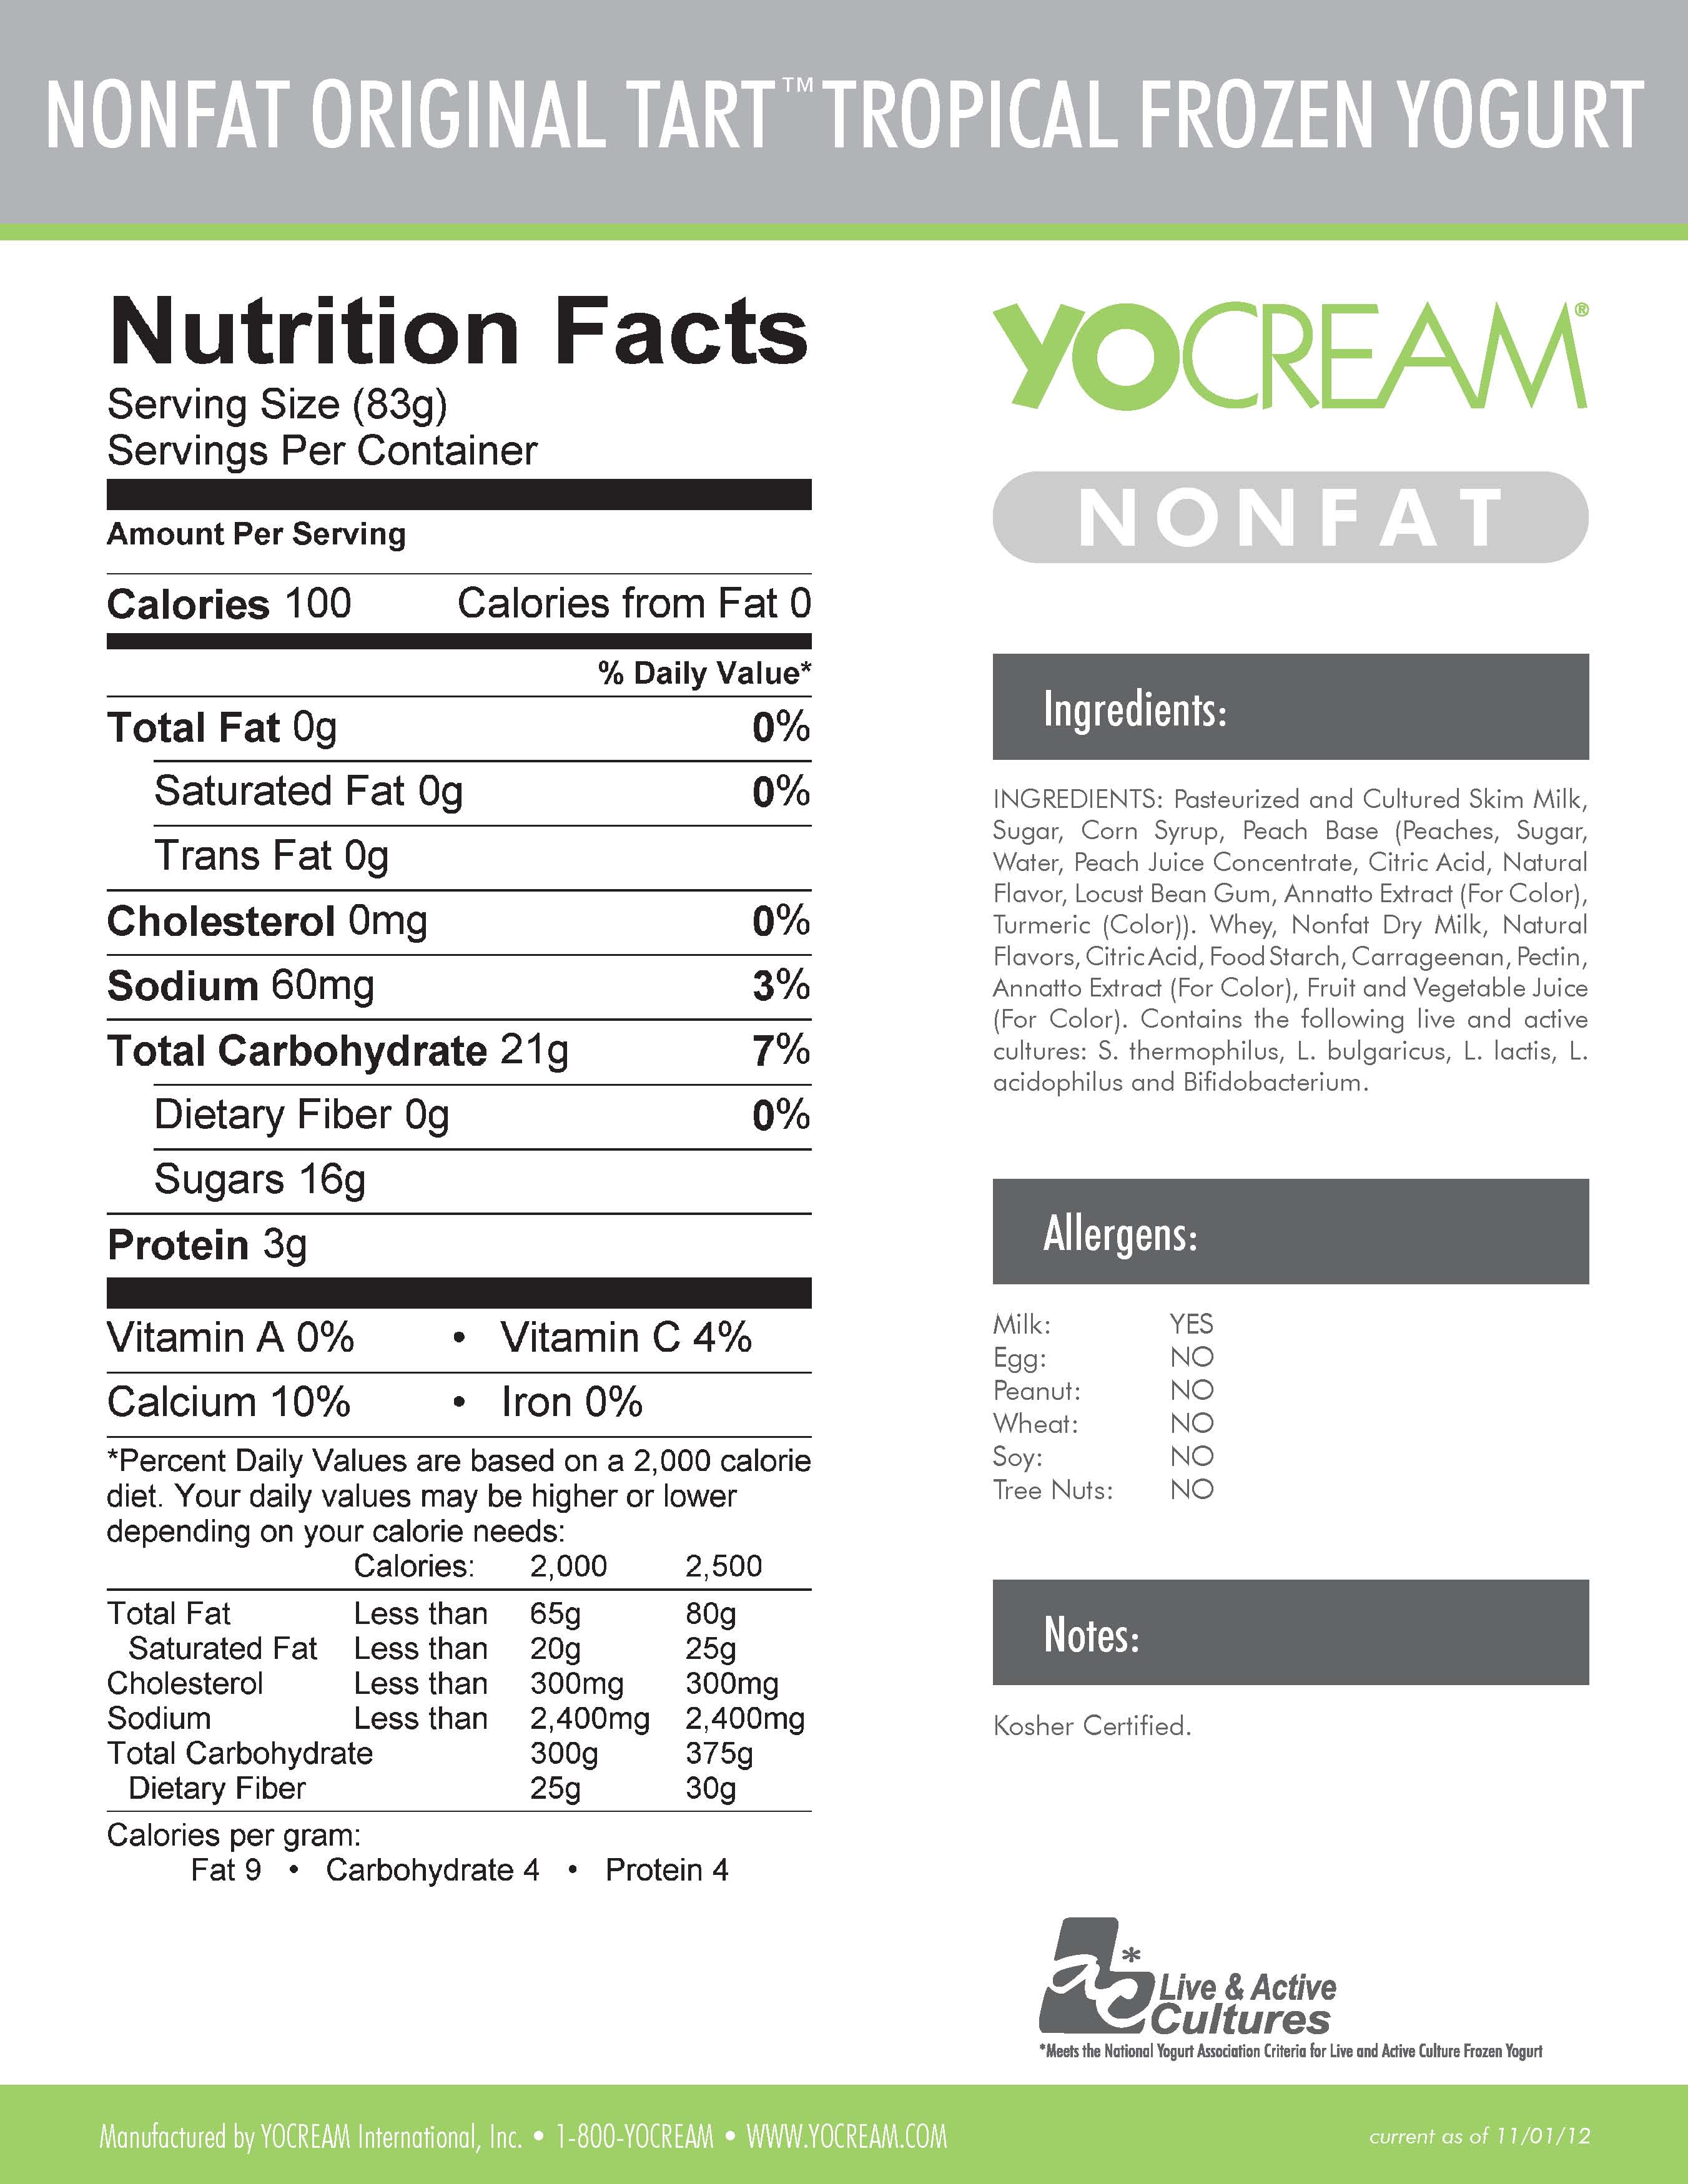 NONFAT ORIGINAL TART™ TROPICAL FROZEN YOGURT
Nutrition Facts
Serving Size (83g)
Servings Per Container
Amount Per Serving
Calories 100 Calories from Fat 0
% Daily Value*
Total Fat 0g 0%
Saturated Fat 0g 0%
Trans Fat 0g
Cholesterol 0mg 0%
Sodium 60mg 3%
Total Carbohydrate 21g 7%
Dietary Fiber 0g 0%
Sugars 16g
Protein 3g
Vitamin A 0% • Vitamin C 4%
Calcium 10% • Iron 0%
*Percent Daily Values are based on a 2,000 calorie
diet. Your daily values may be higher or lower
depending on your calorie needs:
Calories: 2,000 2,500
Total Fat Less than 65g 80g
Saturated Fat Less than 20g 25g
Cholesterol Less than 300mg 300mg
Sodium Less than 2,400mg 2,400mg
Total Carbohydrate 300g 375g
Dietary Fiber 25g 30g
Calories per gram:
Fat 9 • Carbohydrate 4 • Protein 4
YOCREAM®
NONFAT
Ingredients:
INGREDIENTS: Pasteurized and Cultured Skim Milk,
Sugar, Corn Syrup, Peach Base (Peaches, Sugar,
Water, Peach Juice Concentrate, Citric Acid, Natural
Flavor, Locust Bean Gum, Annatto Extract (For Color),
Turmeric (Color)). Whey, Nonfat Dry Milk, Natural
Flavors, Citric Acid, Food Starch, Carrageenan, Pectin,
Annatto Extract (For Color), Fruit and Vegetable Juice
(For Color). Contains the following live and active
cultures: S. thermophilus, L. bulgaricus, L. lactis, L.
acidophilus and Bifidobacterium.
Allergens:
Milk: YES
Egg: NO
Peanut: NO
Wheat: NO
Soy: NO
Tree Nuts: NO
Notes:
Kosher Certified.
ac*
Live & Active
Cultures
*Meets the National Yogurt Association Criteria for Live and Active Culture Frozen Yogurt
Manufactured by YOCREAM International, Inc. • 1-800-YOCREAM • WWW.YOCREAM.COM
current as of 11/01/12